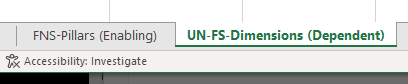 FNS-Pillars (Enabling) UN-FS-Dimensions (Dependent)
Accessibility: Investigate